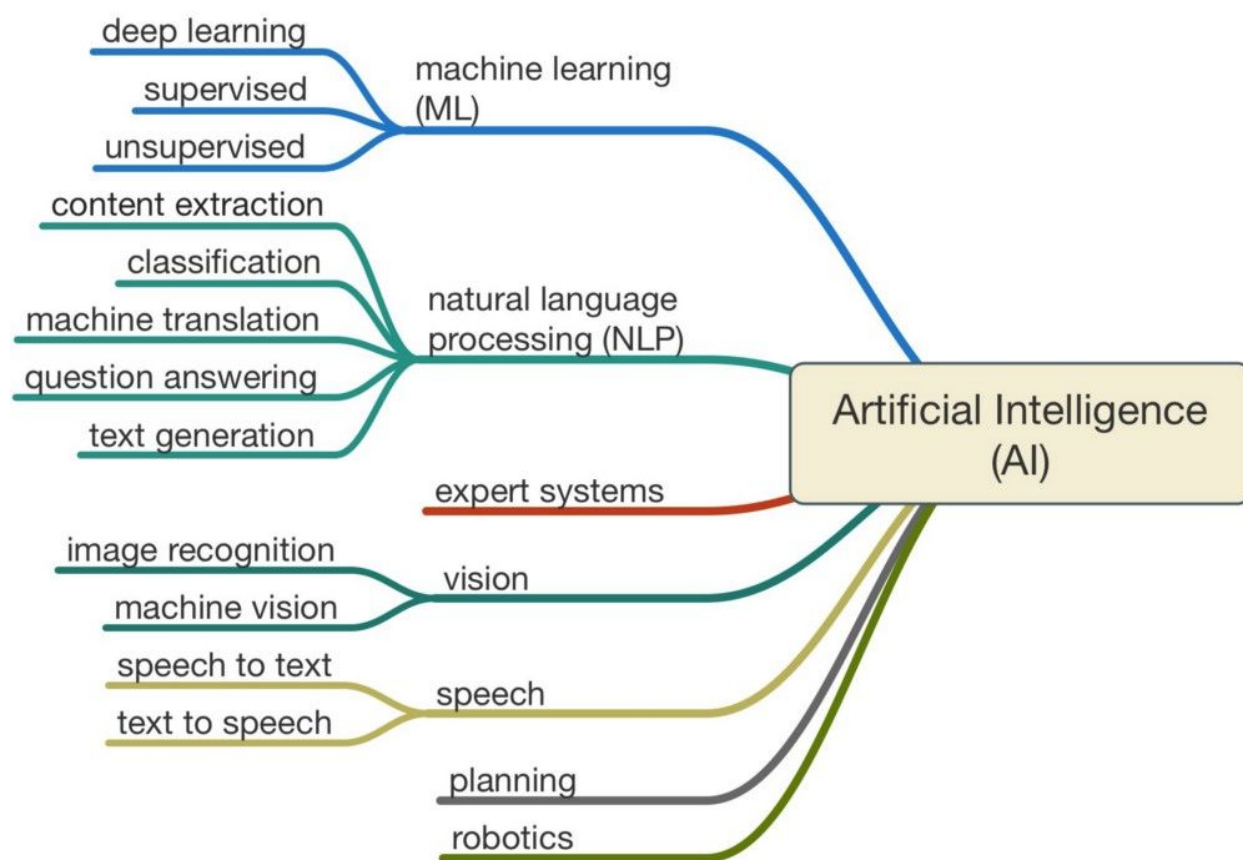 deep learning
supervised
unsupervised
machine learning
(ML)
content extraction
classification
machine translation
question answering
text generation
natural language
processing (NLP)
expert systems
image recognition
machine vision
vision
speech to text
text to speech
speech
planning
robotics
Artificial Intelligence
(AI)